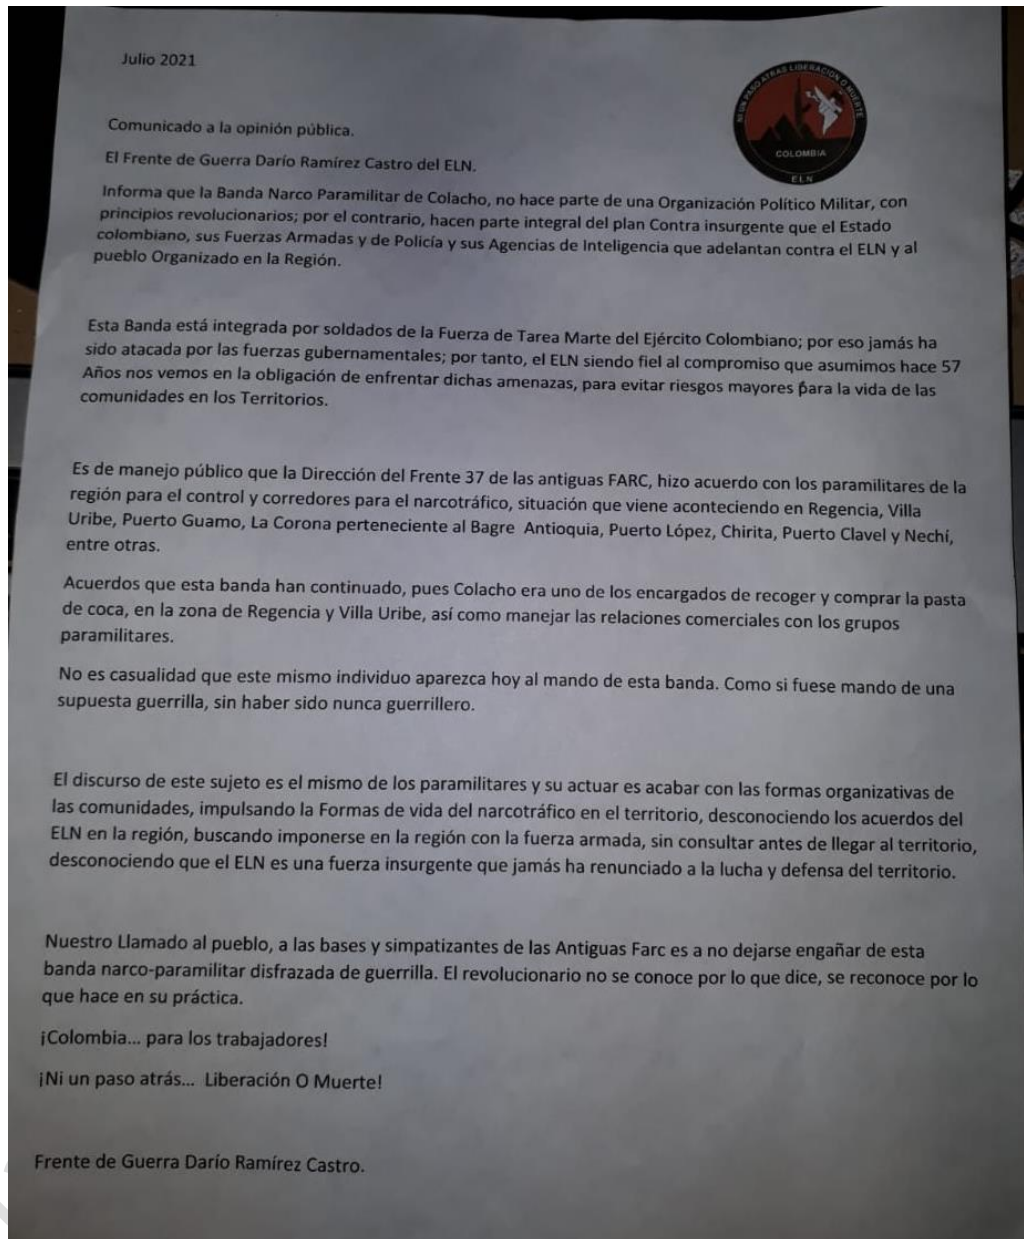 Julio 2021
NI UN PASO ATRAS LIBERACION O MUERTE
COLOMBIA
ELN
Comunicado a la opinión pública.
El Frente de Guerra Darío Ramírez Castro del ELN.
Informa que la Banda Narco Paramilitar de Colacho, no hace parte de una Organización Político Militar, con
principios revolucionarios; por el contrario, hacen parte integral del plan Contra insurgente que el Estado
colombiano, sus Fuerzas Armadas y de Policía y sus Agencias de Inteligencia que adelantan contra el ELN y al
pueblo Organizado en la Región.
Esta Banda está integrada por soldados de la Fuerza de Tarea Marte del Ejército Colombiano; por eso jamás ha
sido atacada por las fuerzas gubernamentales; por tanto, el ELN siendo fiel al compromiso que asumimos hace 57
Años nos vemos en la obligación de enfrentar dichas amenazas, para evitar riesgos mayores para la vida de las
comunidades en los Territorios.
Es de manejo público que la Dirección del Frente 37 de las antiguas FARC, hizo acuerdo con los paramilitares de la
región para el control y corredores para el narcotráfico, situación que viene aconteciendo en Regencia, Villa
Uribe, Puerto Guamo, La Corona perteneciente al Bagre Antioquia, Puerto López, Chirita, Puerto Clavel y Nechí,
entre otras.
Acuerdos que esta banda han continuado, pues Colacho era uno de los encargados de recoger y comprar la pasta
de coca, en la zona de Regencia y Villa Uribe, así como manejar las relaciones comerciales con los grupos
paramilitares.
No es casualidad que este mismo individuo aparezca hoy al mando de esta banda. Como si fuese mando de una
supuesta guerrilla, sin haber sido nunca guerrillero.
El discurso de este sujeto es el mismo de los paramilitares y su actuar es acabar con las formas organizativas de
las comunidades, impulsando la Formas de vida del narcotráfico en el territorio, desconociendo los acuerdos del
ELN en la región, buscando imponerse en la región con la fuerza armada, sin consultar antes de llegar al territorio,
desconociendo que el ELN es una fuerza insurgente que jamás ha renunciado a la lucha y defensa del territorio.
Nuestro Llamado al pueblo, a las bases y simpatizantes de las Antiguas Farc es a no dejarse engañar de esta
banda narco-paramilitar disfrazada de guerrilla. El revolucionario no se conoce por lo que dice, se reconoce por lo
que hace en su práctica.
¡Colombia... para los trabajadores!
¡Ni un paso atrás... Liberación O Muerte!
Frente de Guerra Darío Ramírez Castro.